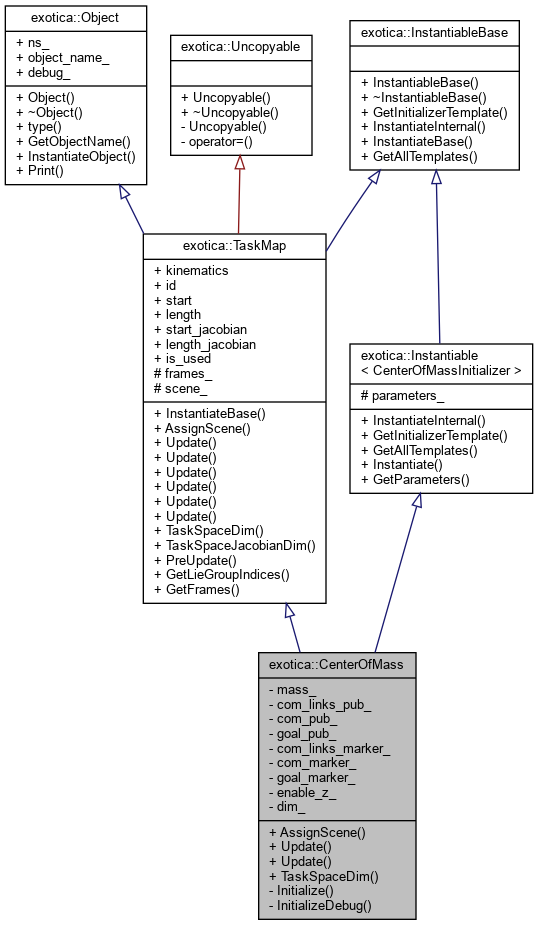 exotica::Object
+ ns_
+ object_name_
+ debug_
+ Object()
+ ~Object()
+ type()
+ GetObjectName()
+ InstantiateObject()
+ Print()
exotica::Uncopyable
+ Uncopyable()
+ ~Uncopyable()
- Uncopyable()
- operator=()
exotica::InstantiableBase
+ InstantiableBase()
+ ~InstantiableBase()
+ GetInitializerTemplate()
+ InstantiateInternal()
+ InstantiateBase()
+ GetAllTemplates()
exotica::TaskMap
+ kinematics
+ id
+ start
+ length
+ start_jacobian
+ length_jacobian
+ is_used
# frames_
# scene_
+ InstantiateBase()
+ AssignScene()
+ Update()
+ Update()
+ Update()
+ Update()
+ Update()
+ Update()
+ TaskSpaceDim()
+ TaskSpaceJacobianDim()
+ PreUpdate()
+ GetLieGroupIndices()
+ GetFrames()
exotica::Instantiable
< CenterOfMassInitializer >
# parameters_
+ InstantiateInternal()
+ GetInitializerTemplate()
+ GetAllTemplates()
+ Instantiate()
+ GetParameters()
exotica::CenterOfMass
- mass_
- com_links_pub_
- com_pub_
- goal_pub_
- com_links_marker_
- com_marker_
- goal_marker_
- enable_z_
- dim_
+ AssignScene()
+ Update()
+ Update()
+ TaskSpaceDim()
- Initialize()
- InitializeDebug()